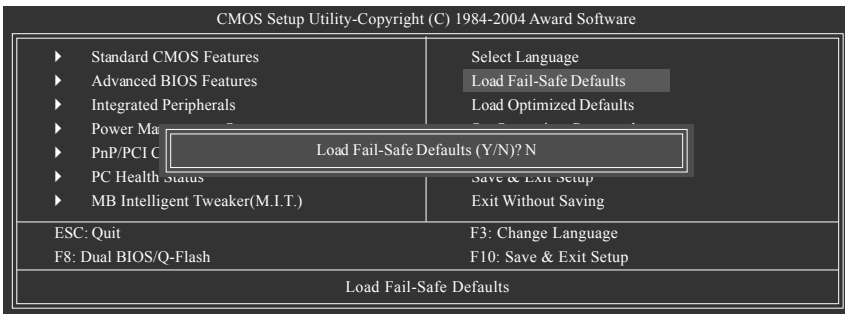 CMOS Setup Utility-Copyright (C) 1984-2004 Award Software
Standard CMOS Features
Advanced BIOS Features
Integrated Peripherals
Power
PnP/PCI
PC Health Status
MB Intelligent Tweaker(M.I.T.)
Select Language
Load Fail-Safe Defaults
Load Optimized Defaults
Load Fail-Safe Defaults (Y/N)? N
Save & Exit Setup
Exit Without Saving
ESC: Quit
F3: Change Language
F8: Dual BIOS/Q-Flash
F10: Save & Exit Setup
Load Fail-Safe Defaults